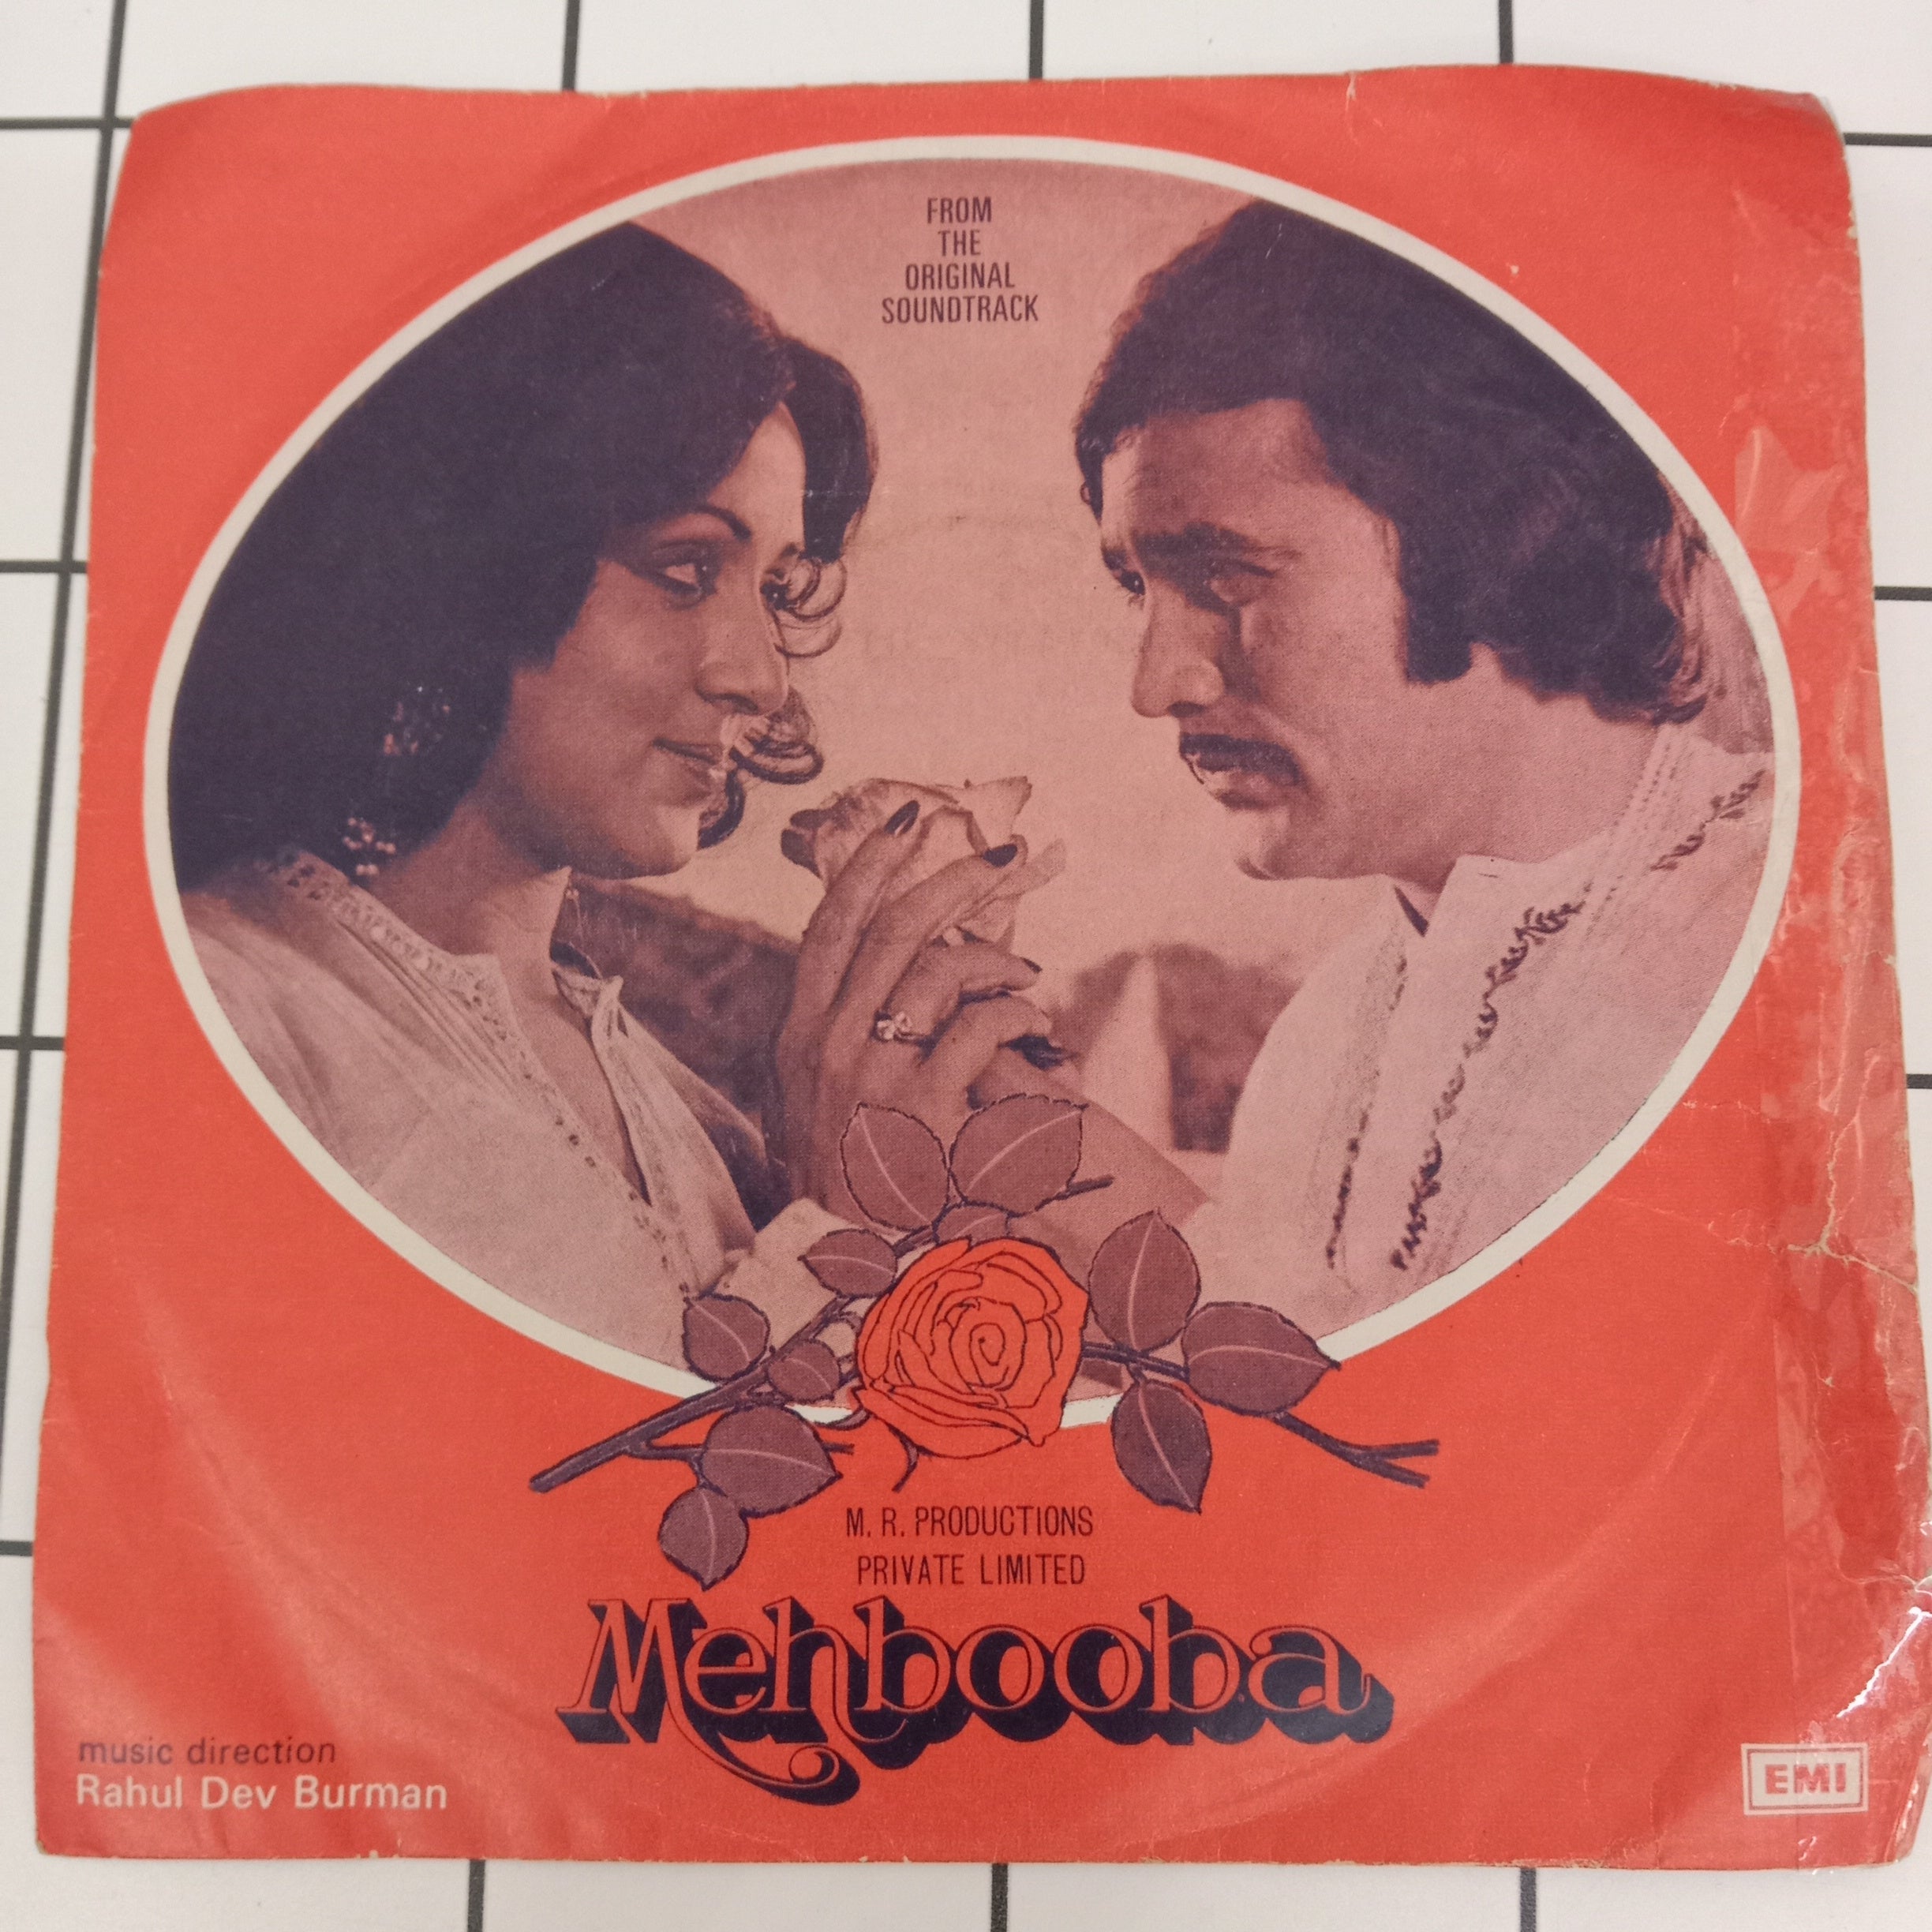 FROM
THE
ORIGINAL
SOUNDTRACK
M. R. PRODUCTIONS
PRIVATE LIMITED
Mehbooba
music direction
Rahul Dev Burman
EMI